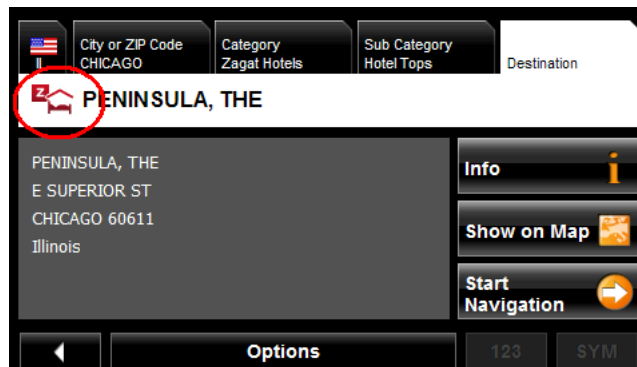 City or ZIP Code
Category
Sub Category
IL
CHICAGO
Zagat Hotels
Hotel Tops
Destination
Z
PENINSULA, THE
PENINSULA, THE
E SUPERIOR ST
CHICAGO 60611
Illinois
Info
i
Show on Map
Start
Navigation
Options
123
SYM